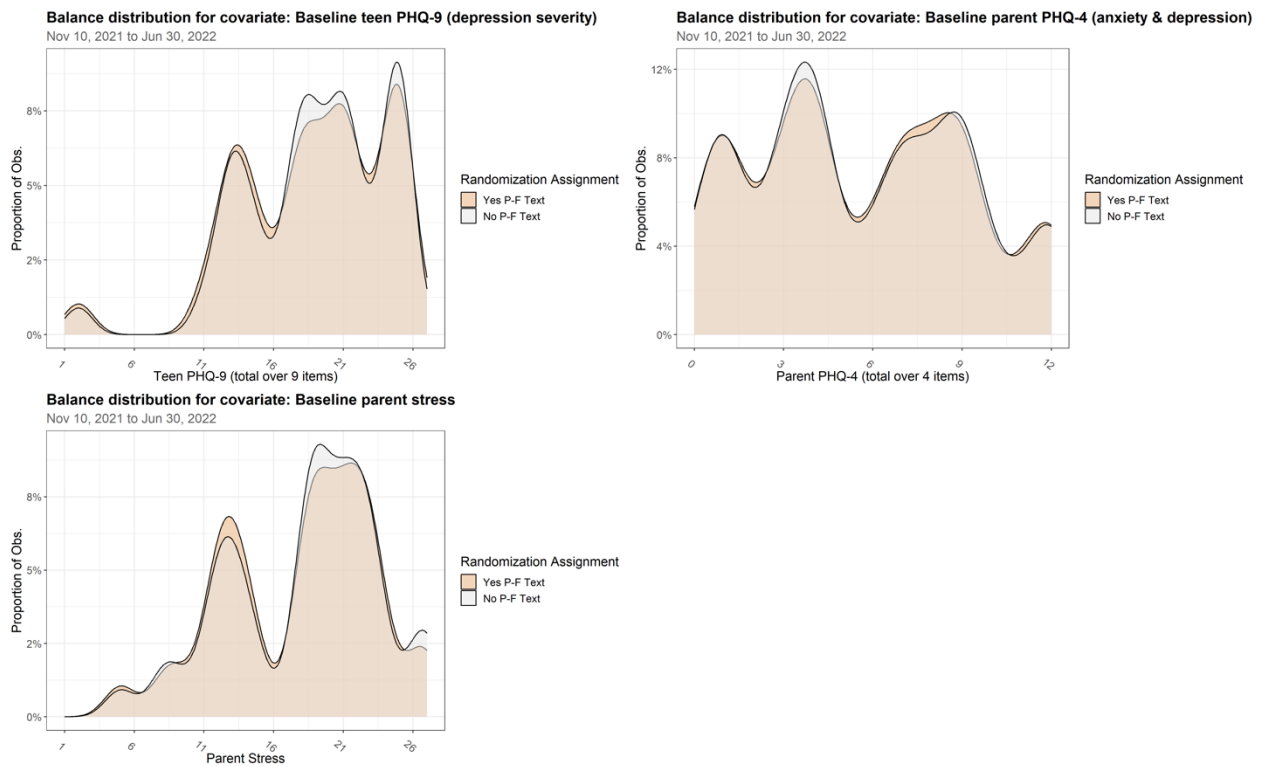 Balance distribution for covariate: Baseline teen PHQ-9 (depression severity)
Nov 10, 2021 to Jun 30, 2022
Proportion of Obs.
8%
5%
2%
0%
1 6 11 16 21 26
Teen PHQ-9 (total over 9 items)
Randomization Assignment
Yes P-F Text
No P-F Text
Balance distribution for covariate: Baseline parent PHQ-4 (anxiety & depression)
Nov 10, 2021 to Jun 30, 2022
Proportion of Obs.
12%
8%
4%
0%
0 3 6 9 12
Parent PHQ-4 (total over 4 items)
Randomization Assignment
Yes P-F Text
No P-F Text
Balance distribution for covariate: Baseline parent stress
Nov 10, 2021 to Jun 30, 2022
Proportion of Obs.
8%
5%
2%
0%
1 6 11 16 21 26
Parent Stress
Randomization Assignment
Yes P-F Text
No P-F Text